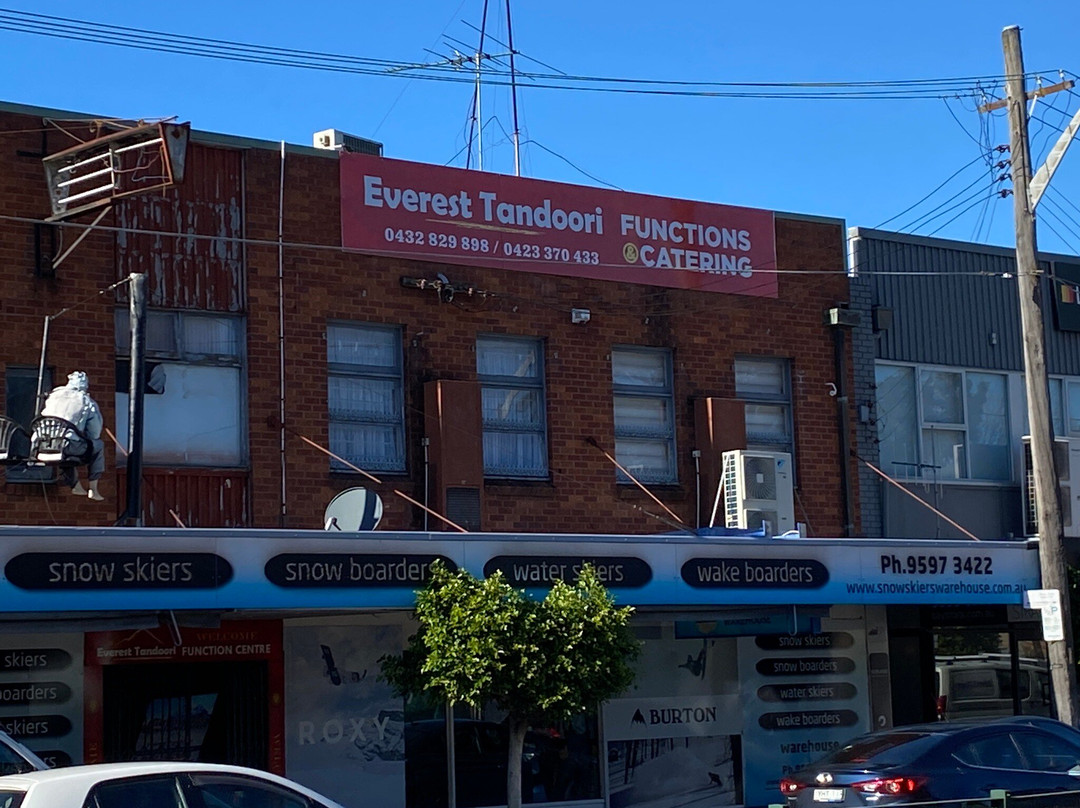 Everest Tandoori
0432 829 898 / 0423 370 433
FUNCTIONS
& CATERING
snow skiers
snow boarders
water skiers
wake boarders
Ph.9597 3422
www.snowskierswarehouse.com.au
WELCOME
Everest Tandoori FUNCTION CENTRE
skiers
boarders
skiers
ROXY
BURTON
snow skiers
snow boarders
water skiers
wake boarders
warehouse